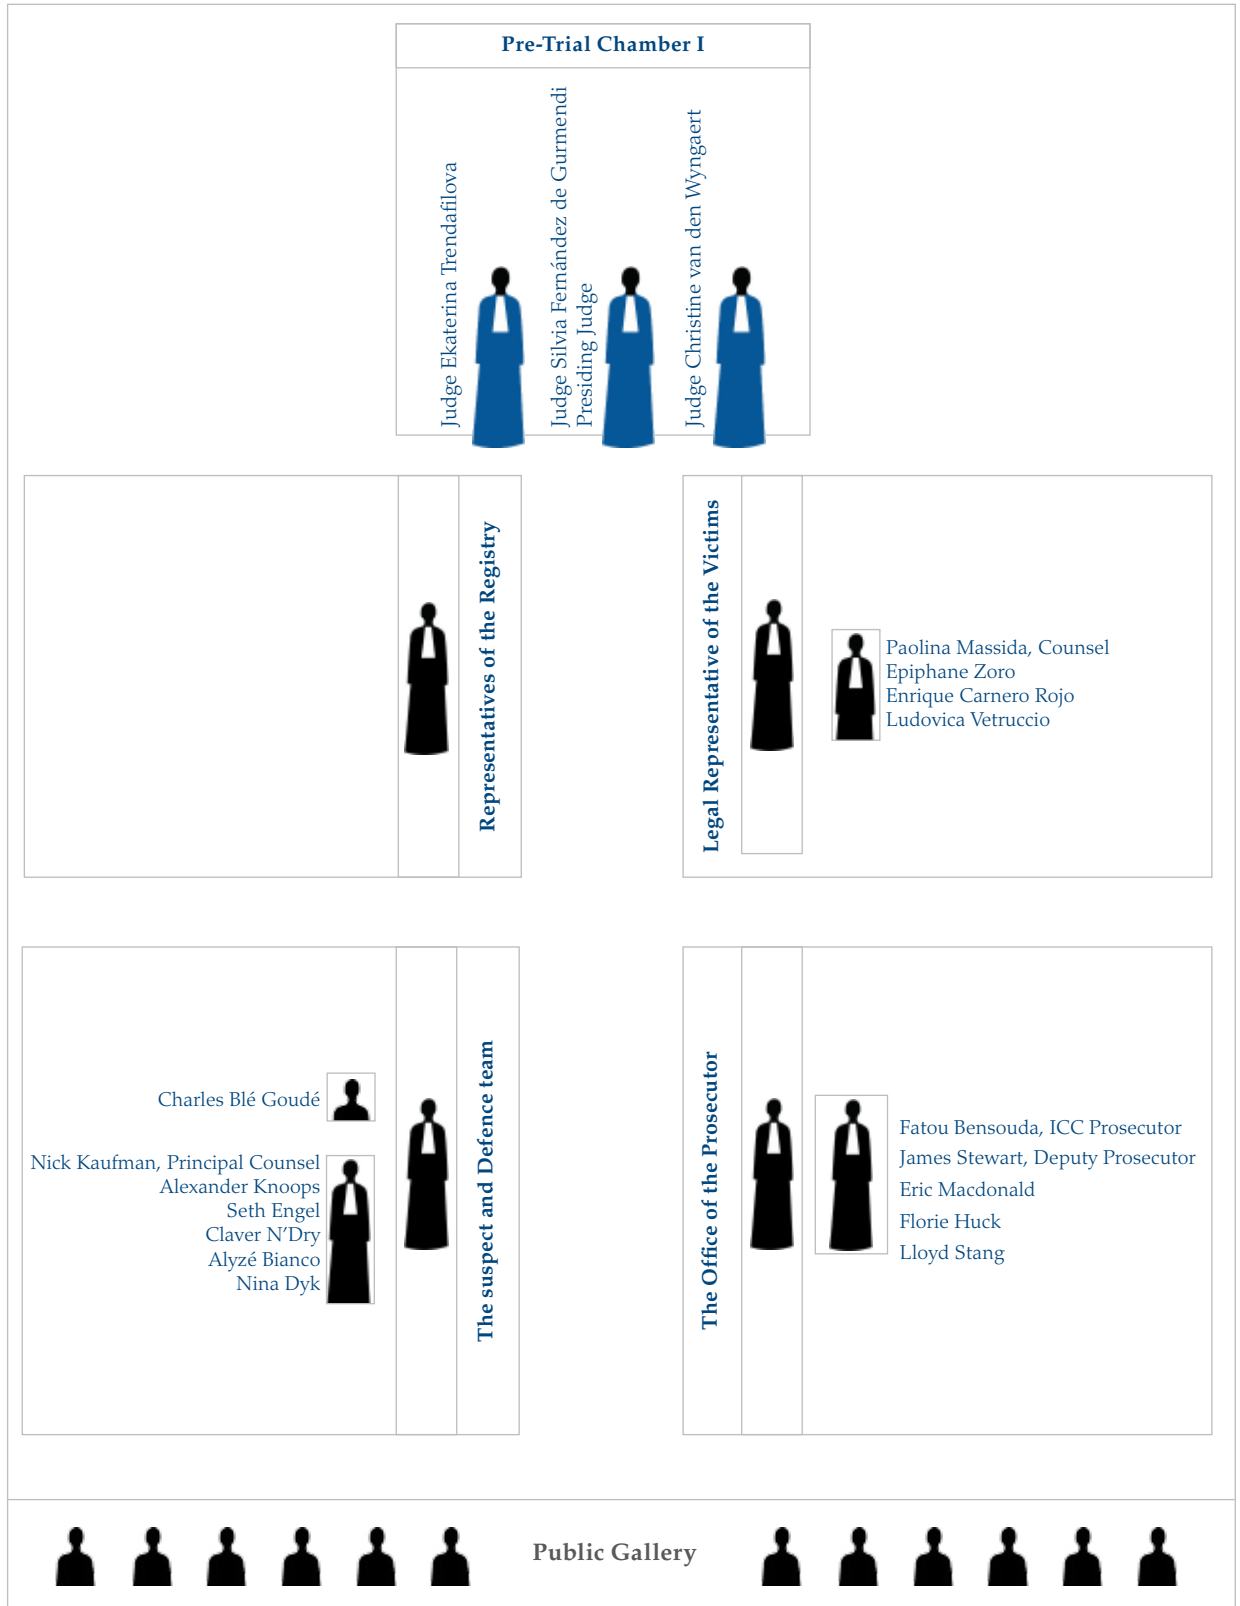 Pre-Trial Chamber I
Judge Ekaterina Trendafilova
Judge Silvia Fernández de Gurmendi
Presiding Judge
Judge Christine van den Wyngaert
Representatives of the Registry
Legal Representative of the Victims
Paolina Massida, Counsel
Epiphane Zoro
Enrique Carnero Rojo
Ludovica Vetruccio
Charles Blé Goudé
Nick Kaufman, Principal Counsel
Alexander Knoops
Seth Engel
Claver N'Dry
Alyzé Bianco
Nina Dyk
The suspect and Defence team
The Office of the Prosecutor
Fatou Bensouda, ICC Prosecutor
James Stewart, Deputy Prosecutor
Eric Macdonald
Florie Huck
Lloyd Stang
Public Gallery